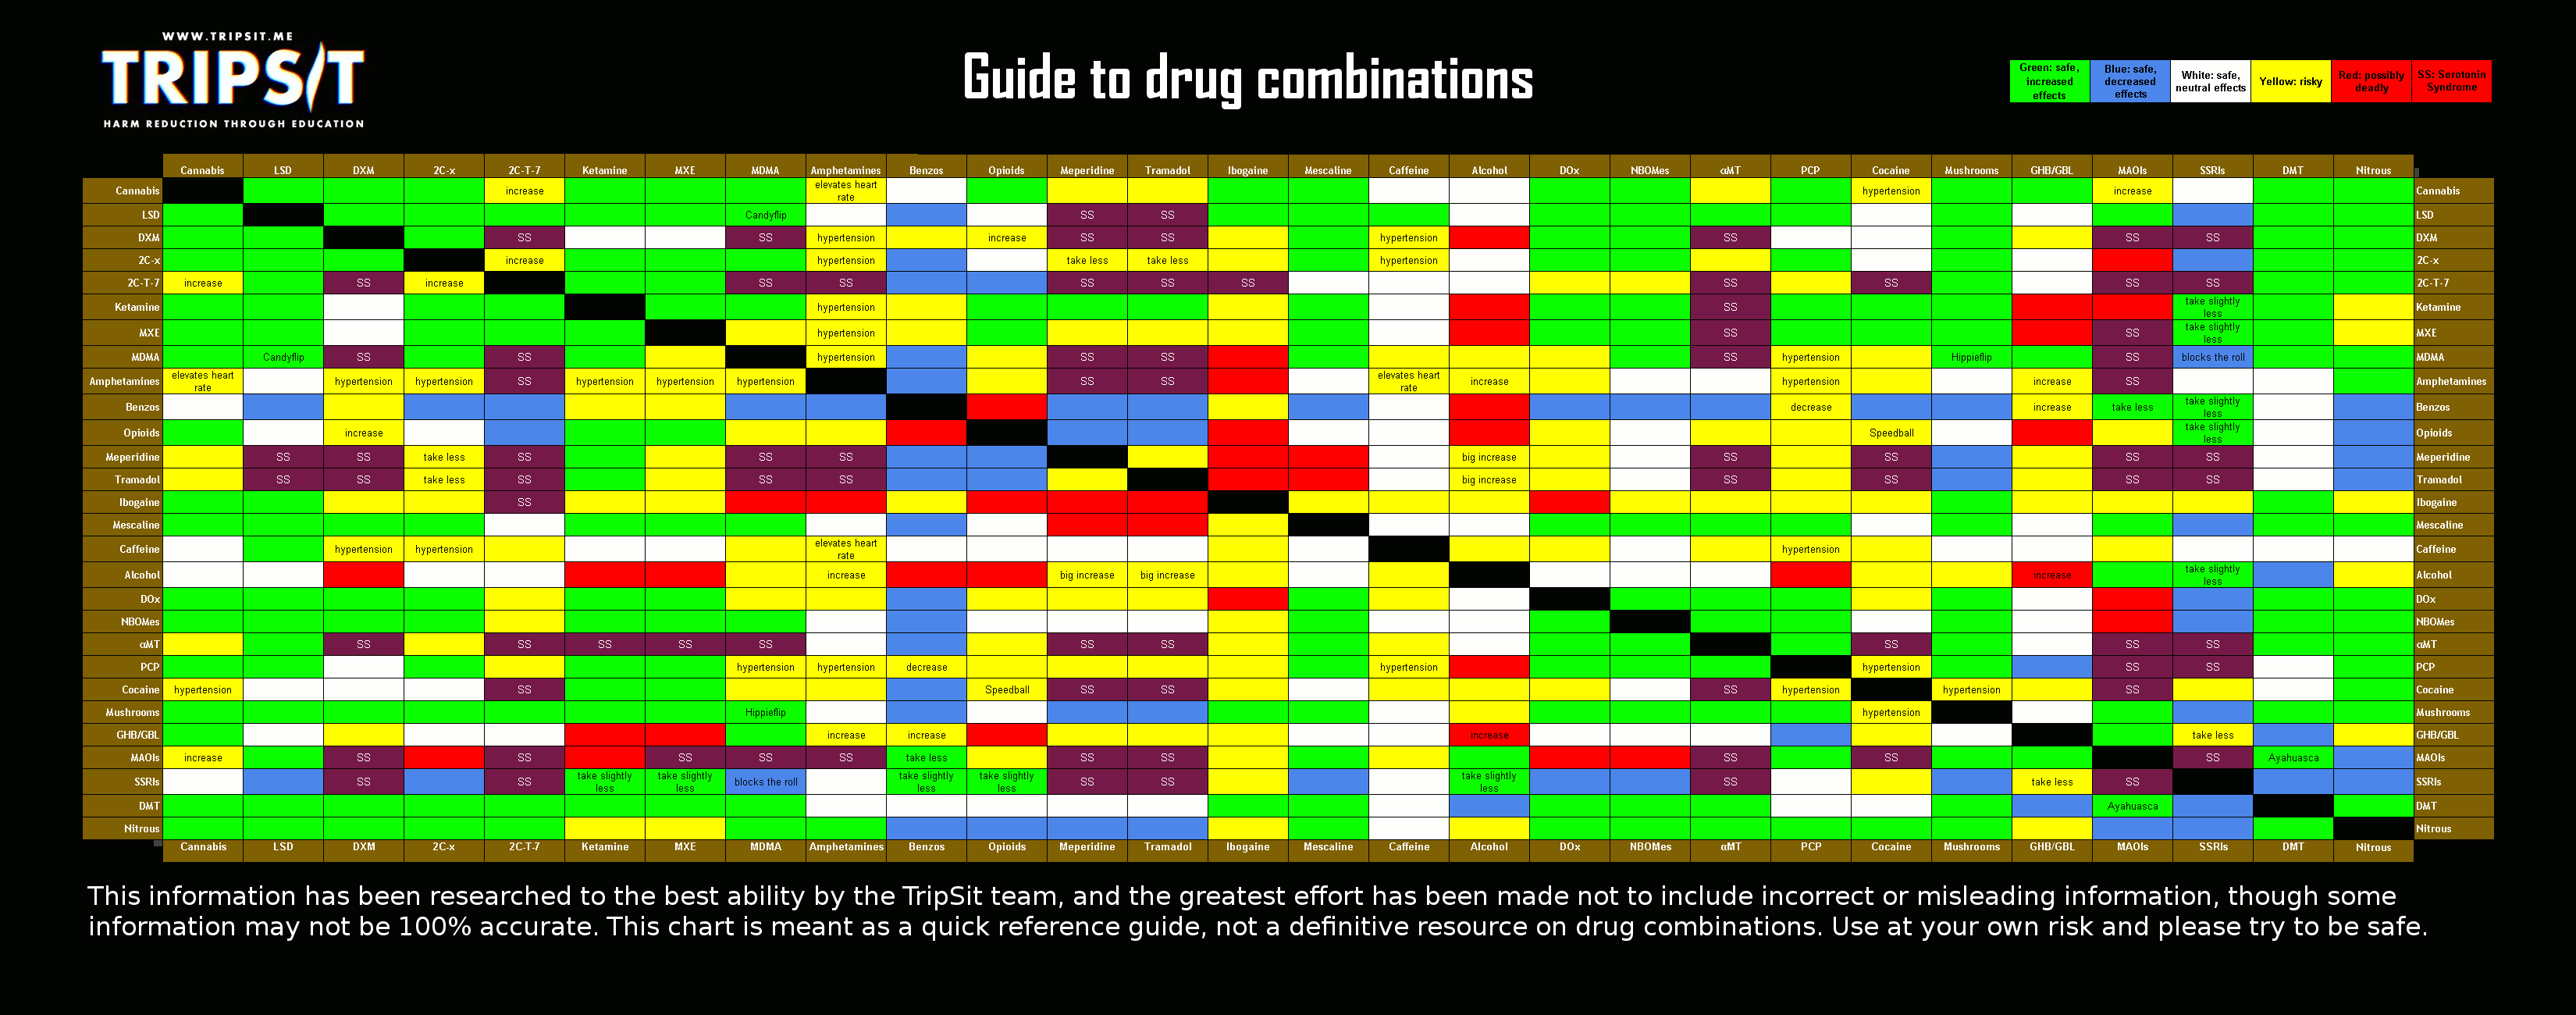 WWW.TRIPSIT.ME
TRIPSIT
HARM REDUCTION THROUGH EDUCATION
Guide to drug combinations
Green: safe, increased effects Blue: safe, decreased effects White: safe, neutral effects Yellow: risky Red: possibly deadly SS: Serotonin Syndrome
Cannabis LSD DXM 2C-x 2C-T-7 Ketamine MXE MDMA Amphetamines Benzos Opioids Meperidine Tramadol Ibogaine Mescaline Caffeine Alcohol DOx NBOMes αMT PCP Cocaine Mushrooms GHB/GBL MAOIs SSRIs DMT Nitrous
Cannabis increase elevates heart rate hypertension increase Cannabis
LSD Candyflip SS SS LSD
DXM SS SS hypertension increase SS SS hypertension SS SS SS DXM
2C-x increase hypertension take less take less hypertension 2C-x
2C-T-7 increase SS increase SS SS SS SS SS SS SS SS SS 2C-T-7
Ketamine hypertension SS take slightly less Ketamine
MXE hypertension SS SS take slightly less MXE
MDMA Candyflip SS SS hypertension SS SS SS hypertension Hippieflip SS blocks the roll MDMA
Amphetamines elevates heart rate hypertension hypertension SS hypertension hypertension hypertension SS SS elevates heart rate increase hypertension increase SS Amphetamines
Benzos decrease increase take less take slightly less Benzos
Opioids increase Speedball take slightly less Opioids
Meperidine SS SS take less SS SS SS big increase SS SS SS SS Meperidine
Tramadol SS SS take less SS SS SS big increase SS SS SS SS Tramadol
Ibogaine SS Ibogaine
Mescaline Mescaline
Caffeine hypertension hypertension elevates heart rate hypertension Caffeine
Alcohol increase big increase big increase increase take slightly less Alcohol
DOx DOx
NBOMes NBOMes
αMT SS SS SS SS SS SS SS SS SS SS αMT
PCP hypertension hypertension decrease hypertension hypertension SS SS PCP
Cocaine hypertension SS Speedball SS SS SS hypertension hypertension SS Cocaine
Mushrooms Hippieflip hypertension Mushrooms
GHB/GBL increase increase increase take less GHB/GBL
MAOIs increase SS SS SS SS SS take less SS SS SS SS SS Ayahuasca MAOIs
SSRIs SS SS take slightly less take slightly less blocks the roll take slightly less take slightly less SS SS take slightly less SS take less SS SSRIs
DMT Ayahuasca DMT
Nitrous Nitrous
Cannabis LSD DXM 2C-x 2C-T-7 Ketamine MXE MDMA Amphetamines Benzos Opioids Meperidine Tramadol Ibogaine Mescaline Caffeine Alcohol DOx NBOMes αMT PCP Cocaine Mushrooms GHB/GBL MAOIs SSRIs DMT Nitrous
This information has been researched to the best ability by the TripSit team, and the greatest effort has been made not to include incorrect or misleading information, though some
information may not be 100% accurate. This chart is meant as a quick reference guide, not a definitive resource on drug combinations. Use at your own risk and please try to be safe.